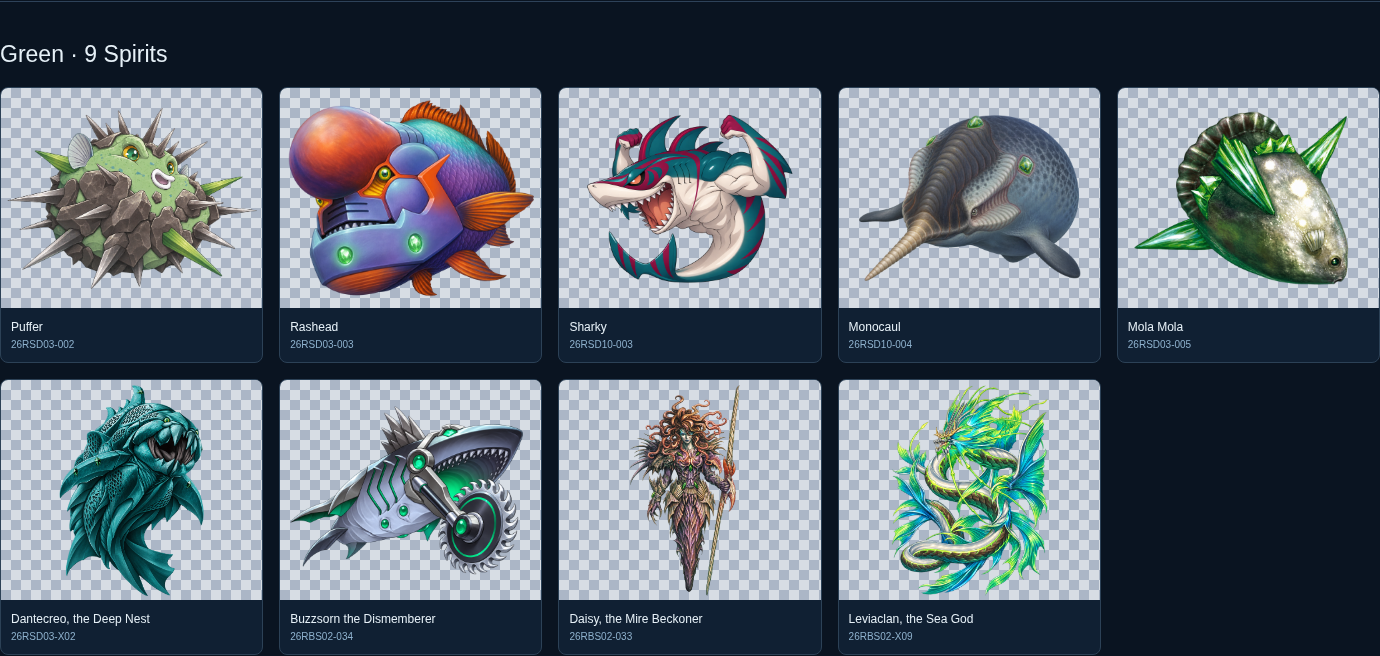 Green · 9 Spirits
Puffer
26RSD03-002
Rashead
26RSD03-003
Sharky
26RSD10-003
Monocaul
26RSD10-004
Mola Mola
26RSD03-005
Dantecreo, the Deep Nest
26RSD03-X02
Buzzsorn the Dismemberer
26RBS02-034
Daisy, the Mire Beckoner
26RBS02-033
Leviaclan, the Sea God
26RBS02-X09